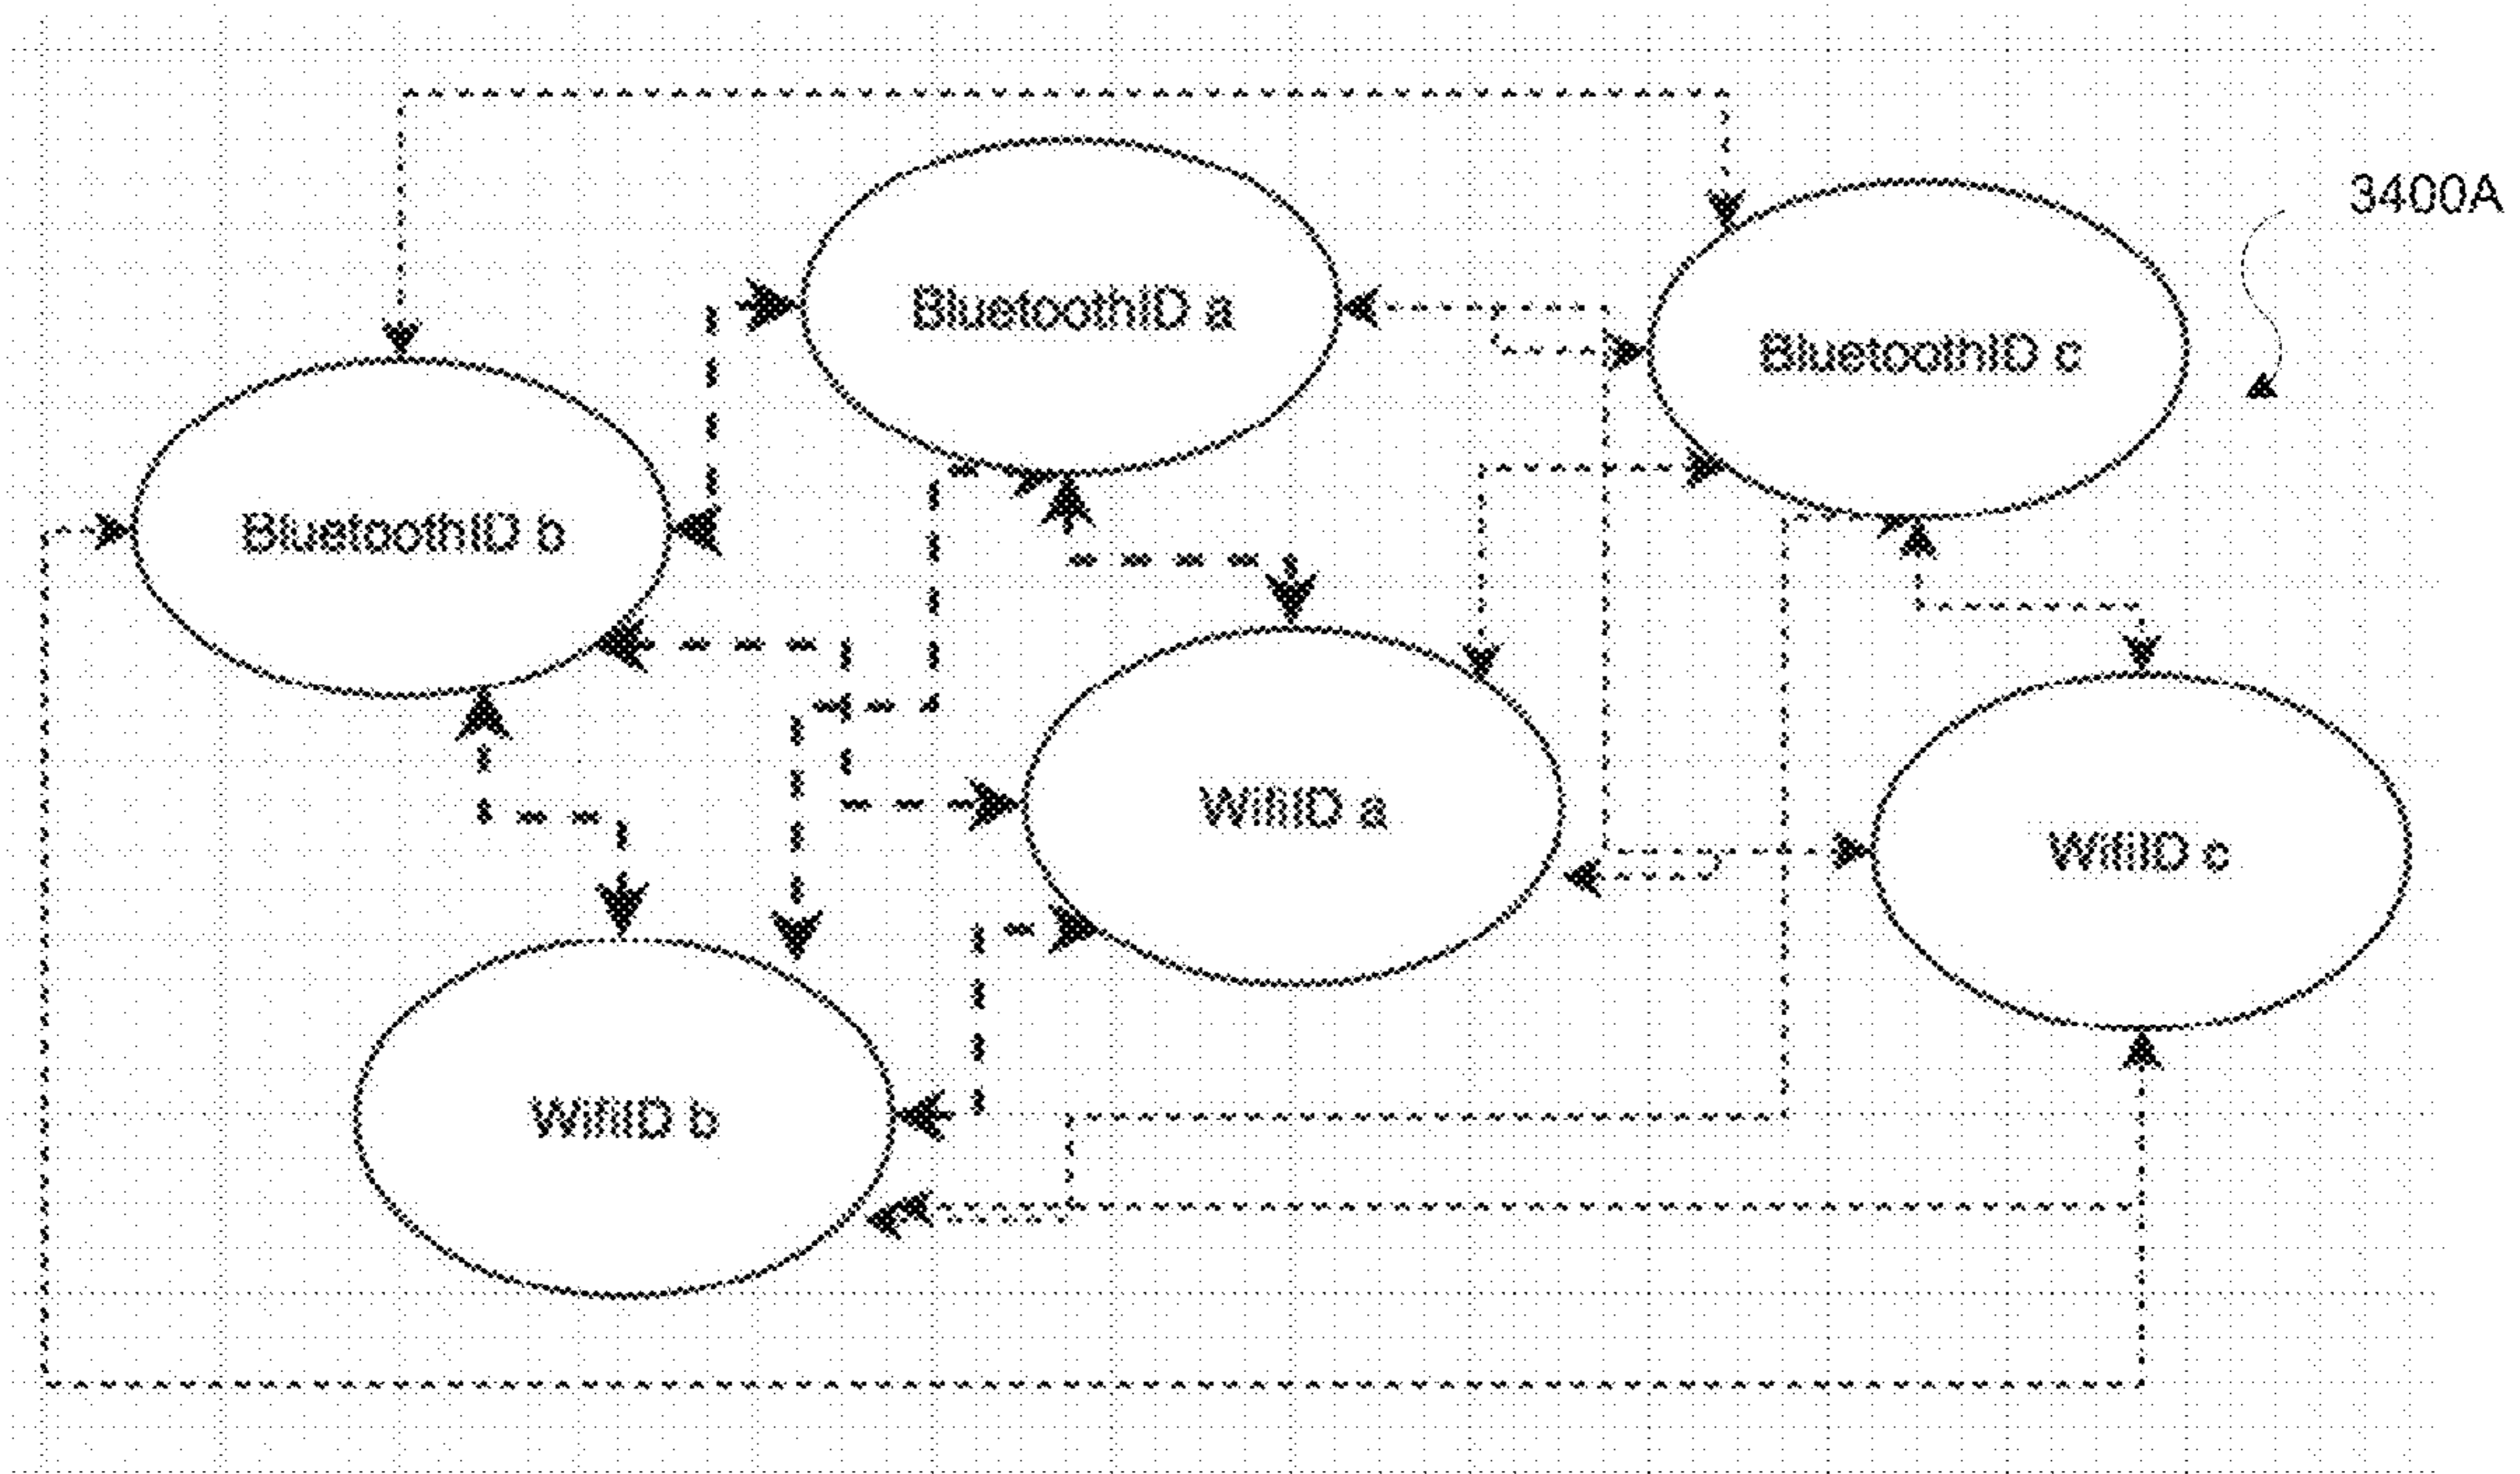 3400A
BluetoothID a
BluetoothID c
BluetoothID b
WifiID a
WifiID c
WifiID b